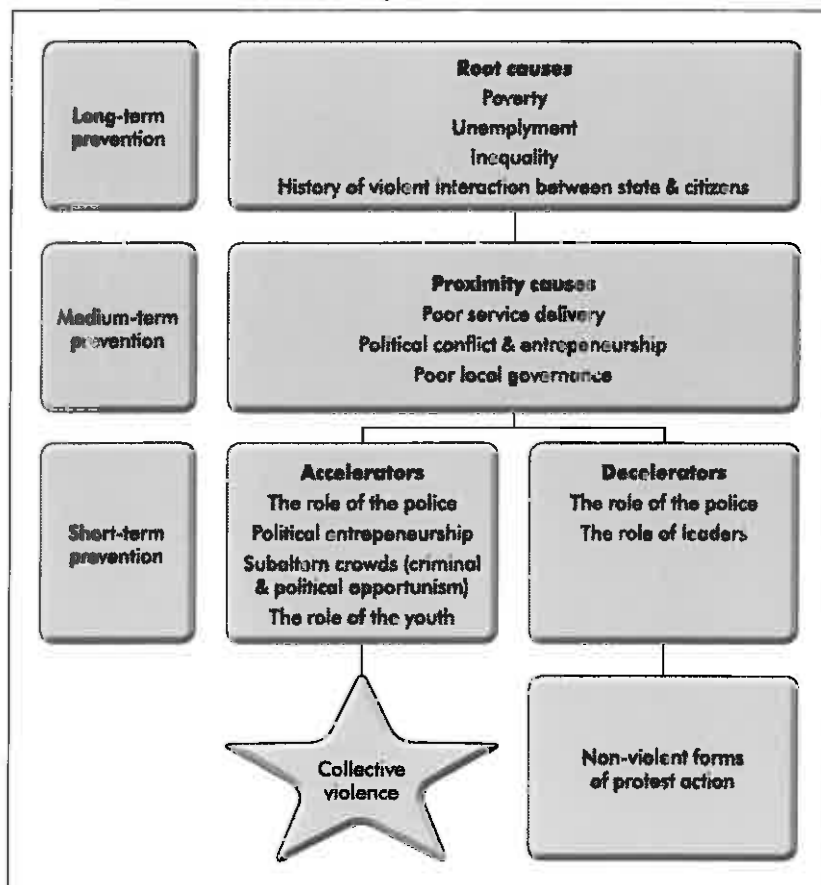 Long-term
prevention
Root causes
Poverty
Unemplyment
Inequality
History of violent interaction between state & citizens
Medium-term
prevention
Proximity causes
Poor service delivery
Political conflict & entrepeneurship
Poor local governance
Short-term
prevention
Accelerators
The role of the police
Political entrepeneurship
Subaltern crowds (criminal
& political opportunism)
The role of the youth
Decelerators
The role of the police
The role of leaders
Collective
violence
Non-violent forms
of protest action